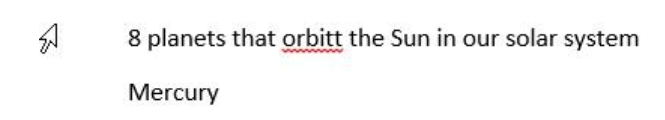 8 planets that orbitt the Sun in our solar system
Mercury